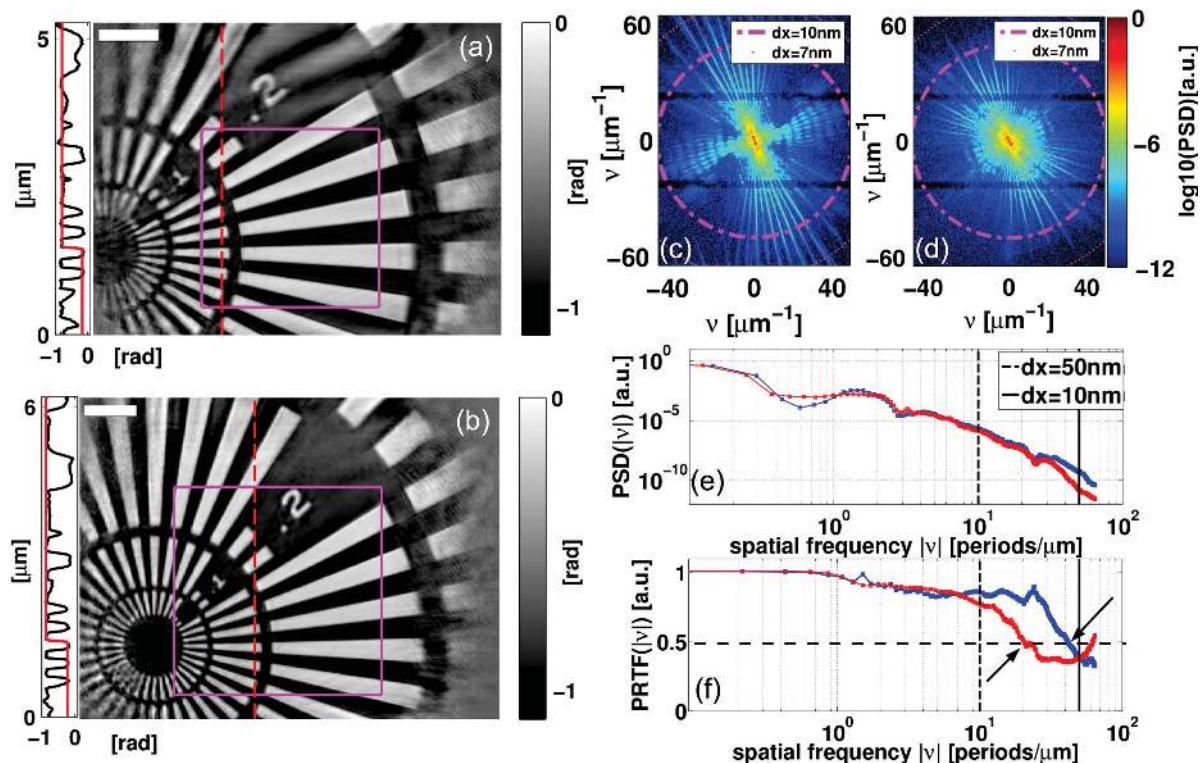 5
[μm]
0
−1 0
[rad]
(a)
.2
.1
0
[rad]
−1
6
[μm]
0
−1 0
[rad]
(b)
.2
.1
0
[rad]
−1
60
0
−60
ν [μm⁻¹]
dx=10nm
dx=7nm
(c)
−40 0 40
ν [μm⁻¹]
60
0
−60
ν [μm⁻¹]
dx=10nm
dx=7nm
(d)
−40 0 40
ν [μm⁻¹]
0
−6
−12
log10(PSD)[a.u.]
10⁰
10⁻⁵
10⁻¹⁰
PSD(|ν|) [a.u.]
dx=50nm
dx=10nm
(e)
10⁰ 10¹ 10²
spatial frequency |ν| [periods/μm]
1
0.5
0
PRTF(|ν|) [a.u.]
(f)
10⁰ 10¹ 10²
spatial frequency |ν| [periods/μm]